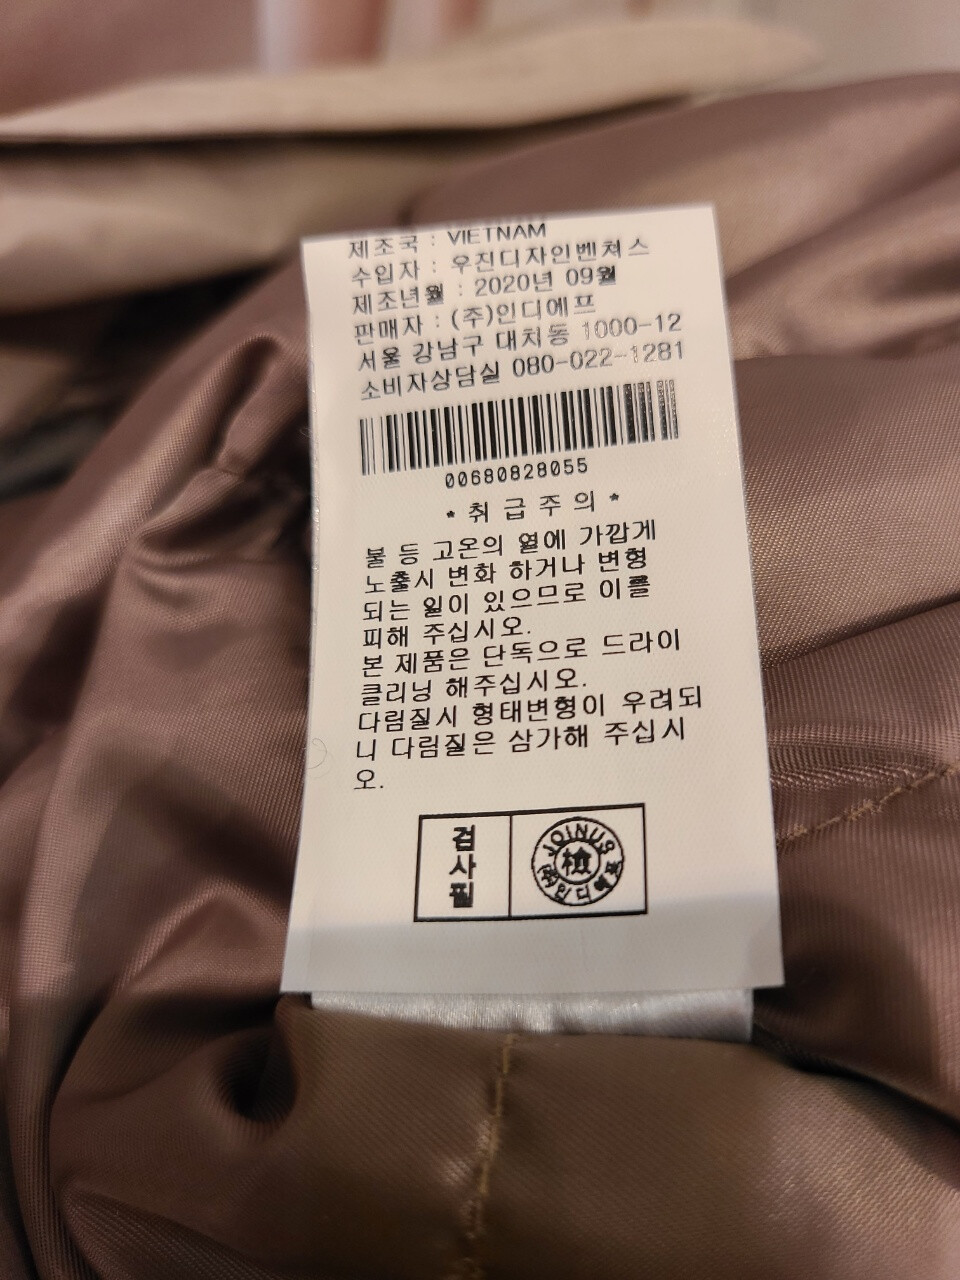 제조국 : VIETNAM
수입자 : 우진디자인벤쳐스
제조년월 : 2020년 09월
판매자 : (주)인디에프
서울 강남구 대치동 1000-12
소비자상담실 080-022-1281
00680828055
* 취 급 주 의 *
불 등 고온의 열에 가깝게
노출시 변화 하거나 변형
되는 일이 있으므로 이를
피해 주십시오.
본 제품은 단독으로 드라이
클리닝 해주십시오.
다림질시 형태변형이 우려되
니 다림질은 삼가해 주십시
오.
검
사
필
JOINUS
檢
(주)인디에프